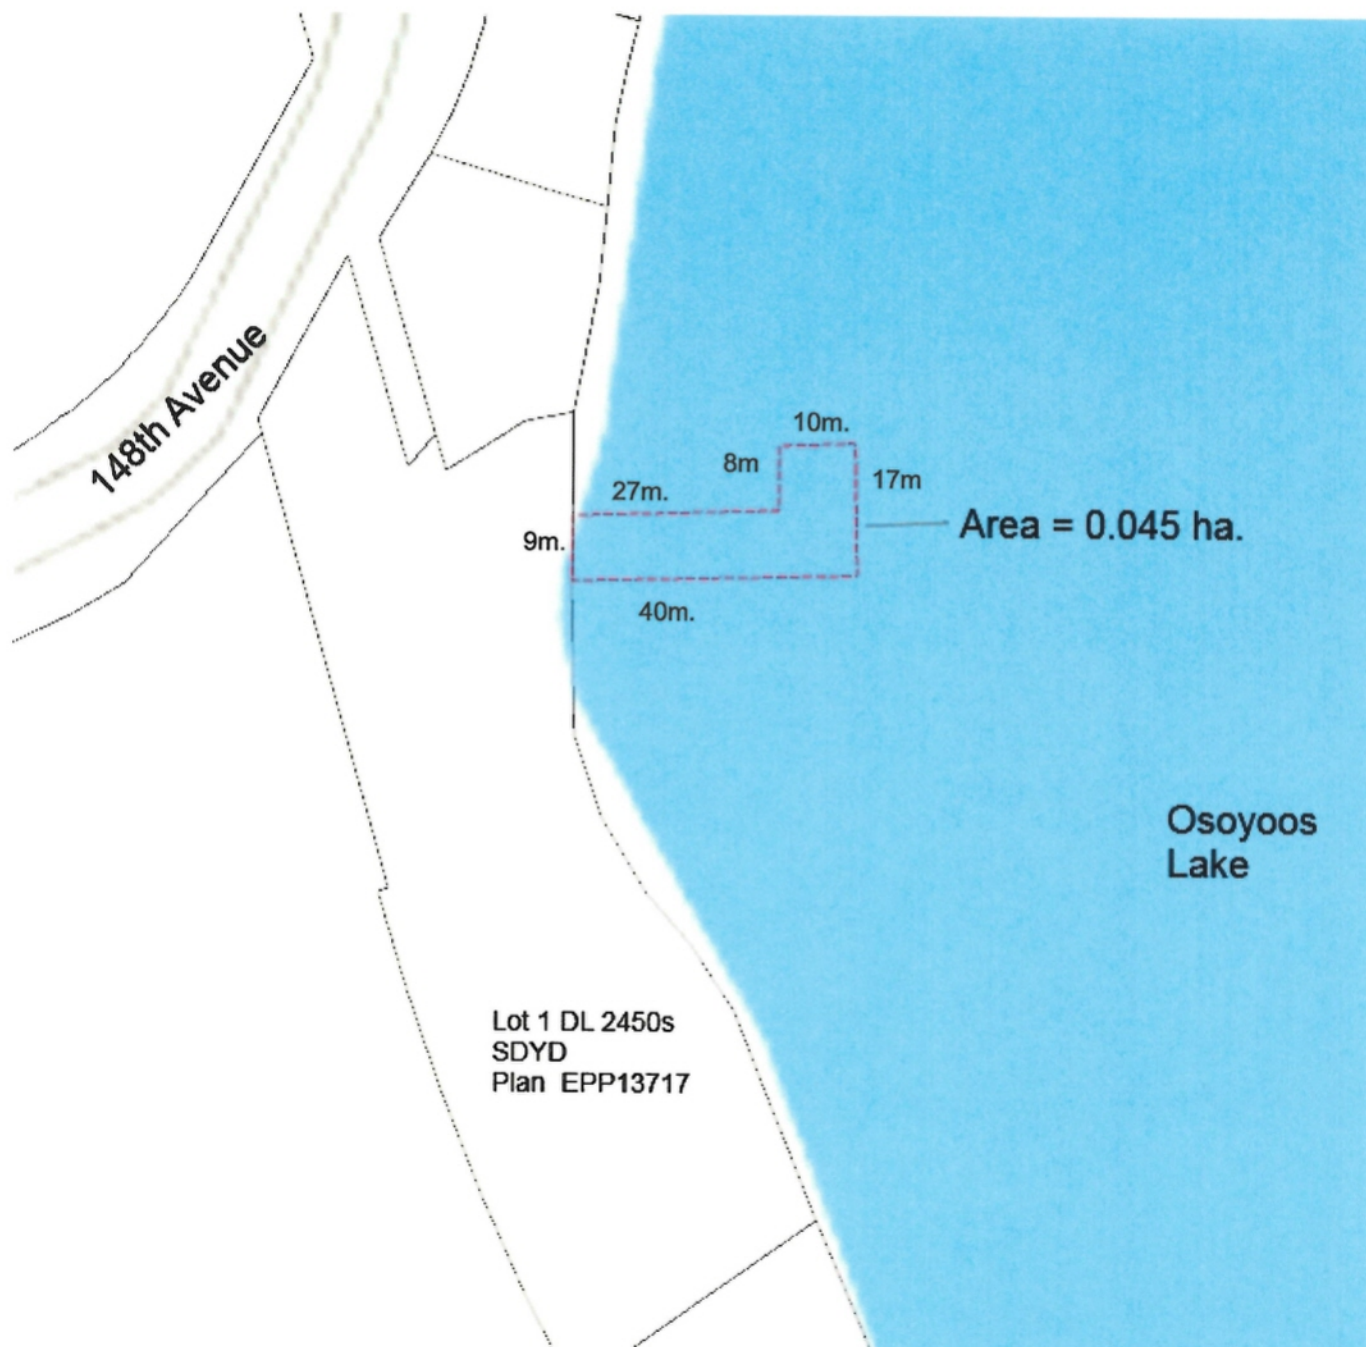 148th Avenue
10m.
8m
17m
27m.
Area = 0.045 ha.
9m.
40m.
Osoyoos
Lake
Lot 1 DL 2450s
SDYD
Plan EPP13717